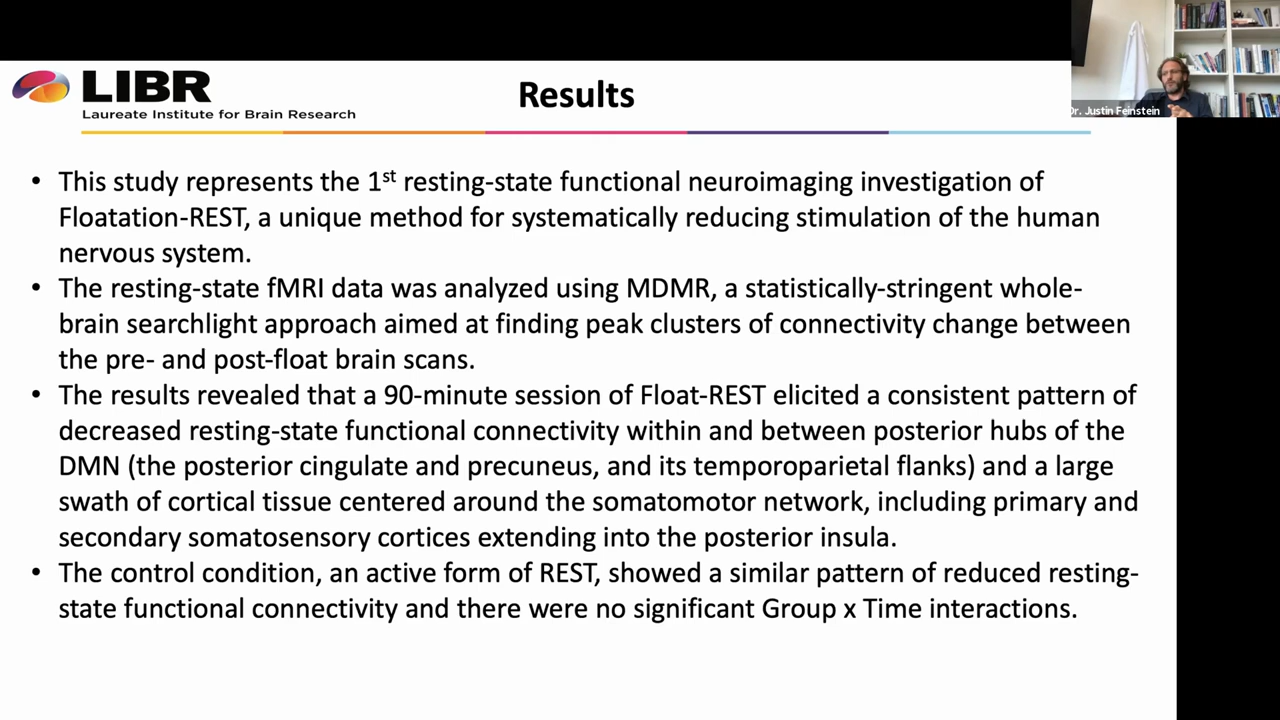 LIBR
Laureate Institute for Brain Research
Results
Dr. Justin Feinstein
• This study represents the 1st resting-state functional neuroimaging investigation of
Floatation-REST, a unique method for systematically reducing stimulation of the human
nervous system.
• The resting-state fMRI data was analyzed using MDMR, a statistically-stringent whole-
brain searchlight approach aimed at finding peak clusters of connectivity change between
the pre- and post-float brain scans.
• The results revealed that a 90-minute session of Float-REST elicited a consistent pattern of
decreased resting-state functional connectivity within and between posterior hubs of the
DMN (the posterior cingulate and precuneus, and its temporoparietal flanks) and a large
swath of cortical tissue centered around the somatomotor network, including primary and
secondary somatosensory cortices extending into the posterior insula.
• The control condition, an active form of REST, showed a similar pattern of reduced resting-
state functional connectivity and there were no significant Group x Time interactions.